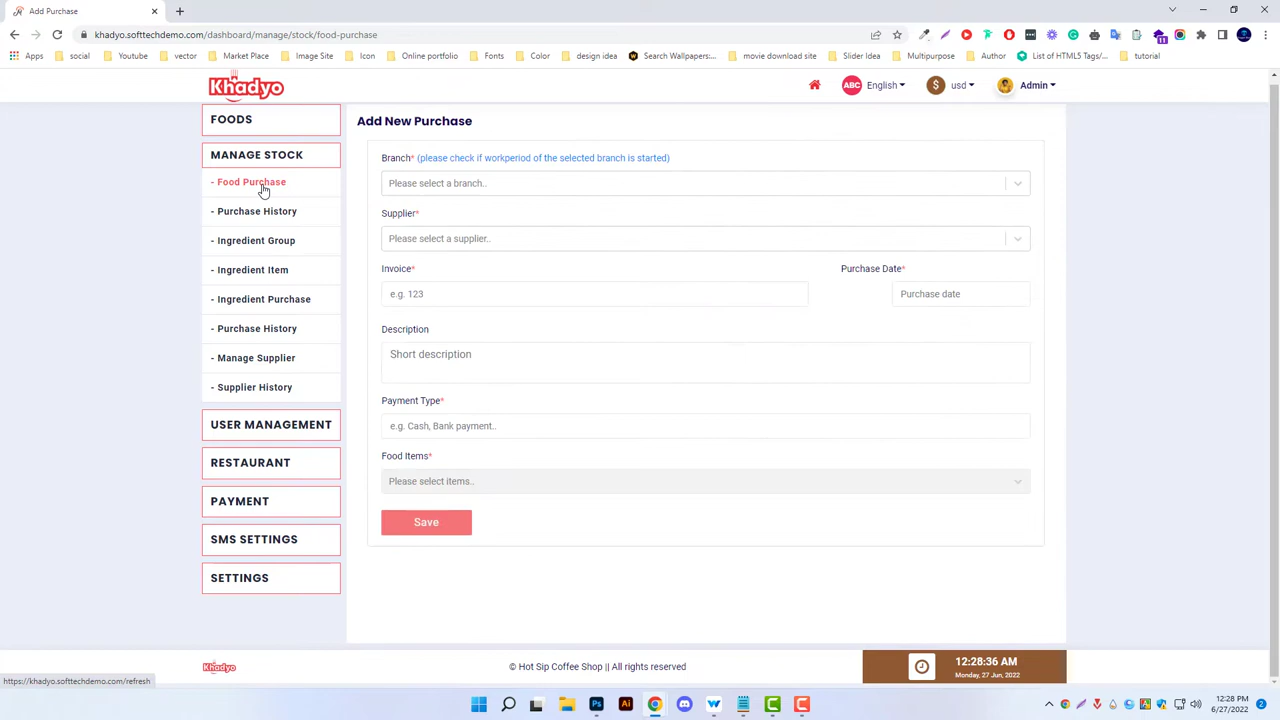 Add Purchase
khadyo.softtechdemo.com/dashboard/manage/stock/food-purchase
Apps social Youtube vector Market Place Image Site Icon Online portfolio Fonts Color design idea Search Wallpapers:... movie download site Slider Idea Multipurpose Author List of HTML5 Tags/... tutorial
Khadyo
ABC English $ usd Admin
FOODS
MANAGE STOCK
- Food Purchase
- Purchase History
- Ingredient Group
- Ingredient Item
- Ingredient Purchase
- Purchase History
- Manage Supplier
- Supplier History
USER MANAGEMENT
RESTAURANT
PAYMENT
SMS SETTINGS
SETTINGS
Add New Purchase
Branch* (please check if workperiod of the selected branch is started)
Please select a branch..
Supplier*
Please select a supplier..
Invoice* Purchase Date*
e.g. 123 Purchase date
Description
Short description
Payment Type*
e.g. Cash, Bank payment..
Food Items*
Please select items..
Save
Khadyo © Hot Sip Coffee Shop || All rights reserved
12:28:36 AM
Monday, 27 Jun, 2022
https://khadyo.softtechdemo.com/refresh
12:28 PM
6/27/2022